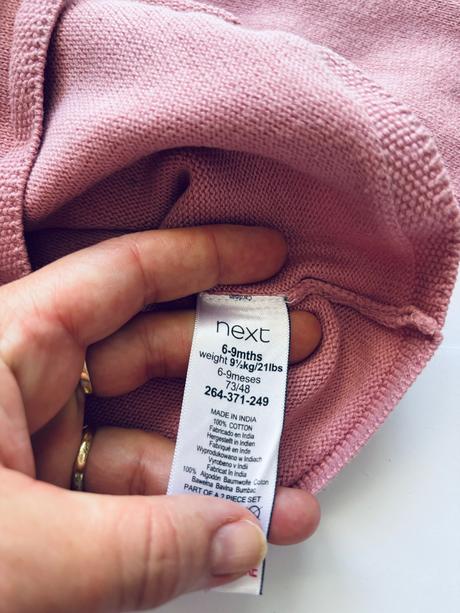 next
6-9mths
weight 9½kg/21lbs
6-9meses
73/48
264-371-249
MADE IN INDIA
100% COTTON
Fabricado en India
Hergestellt in Indien
Fabriqué en Inde
Wyprodukowano w Indiach
Vyrobeno v Indii
Fabricat în India
100% Algodón Baumwolle Coton
Bawełna Bavlna Bumbac
PART OF A 2 PIECE SET